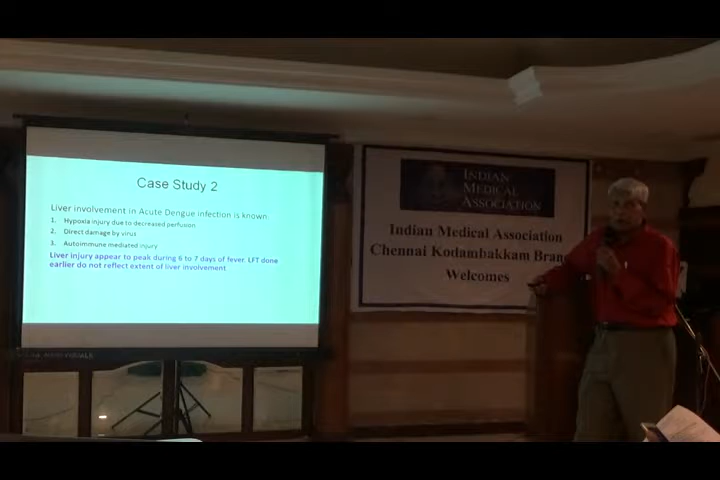 Case Study 2
Liver involvement in Acute Dengue infection is known.
1. Hypoxia injury due to decreased perfusion
2. Direct damage by virus
3. Autoimmune mediated injury
Liver injury appear to peak during 6 to 7 days of fever. LFT done
earlier do not reflect extent of liver involvement
INDIAN
MEDICAL
ASSOCIATION
Indian Medical Association
Chennai Kodambakkam Bran
Welcomes